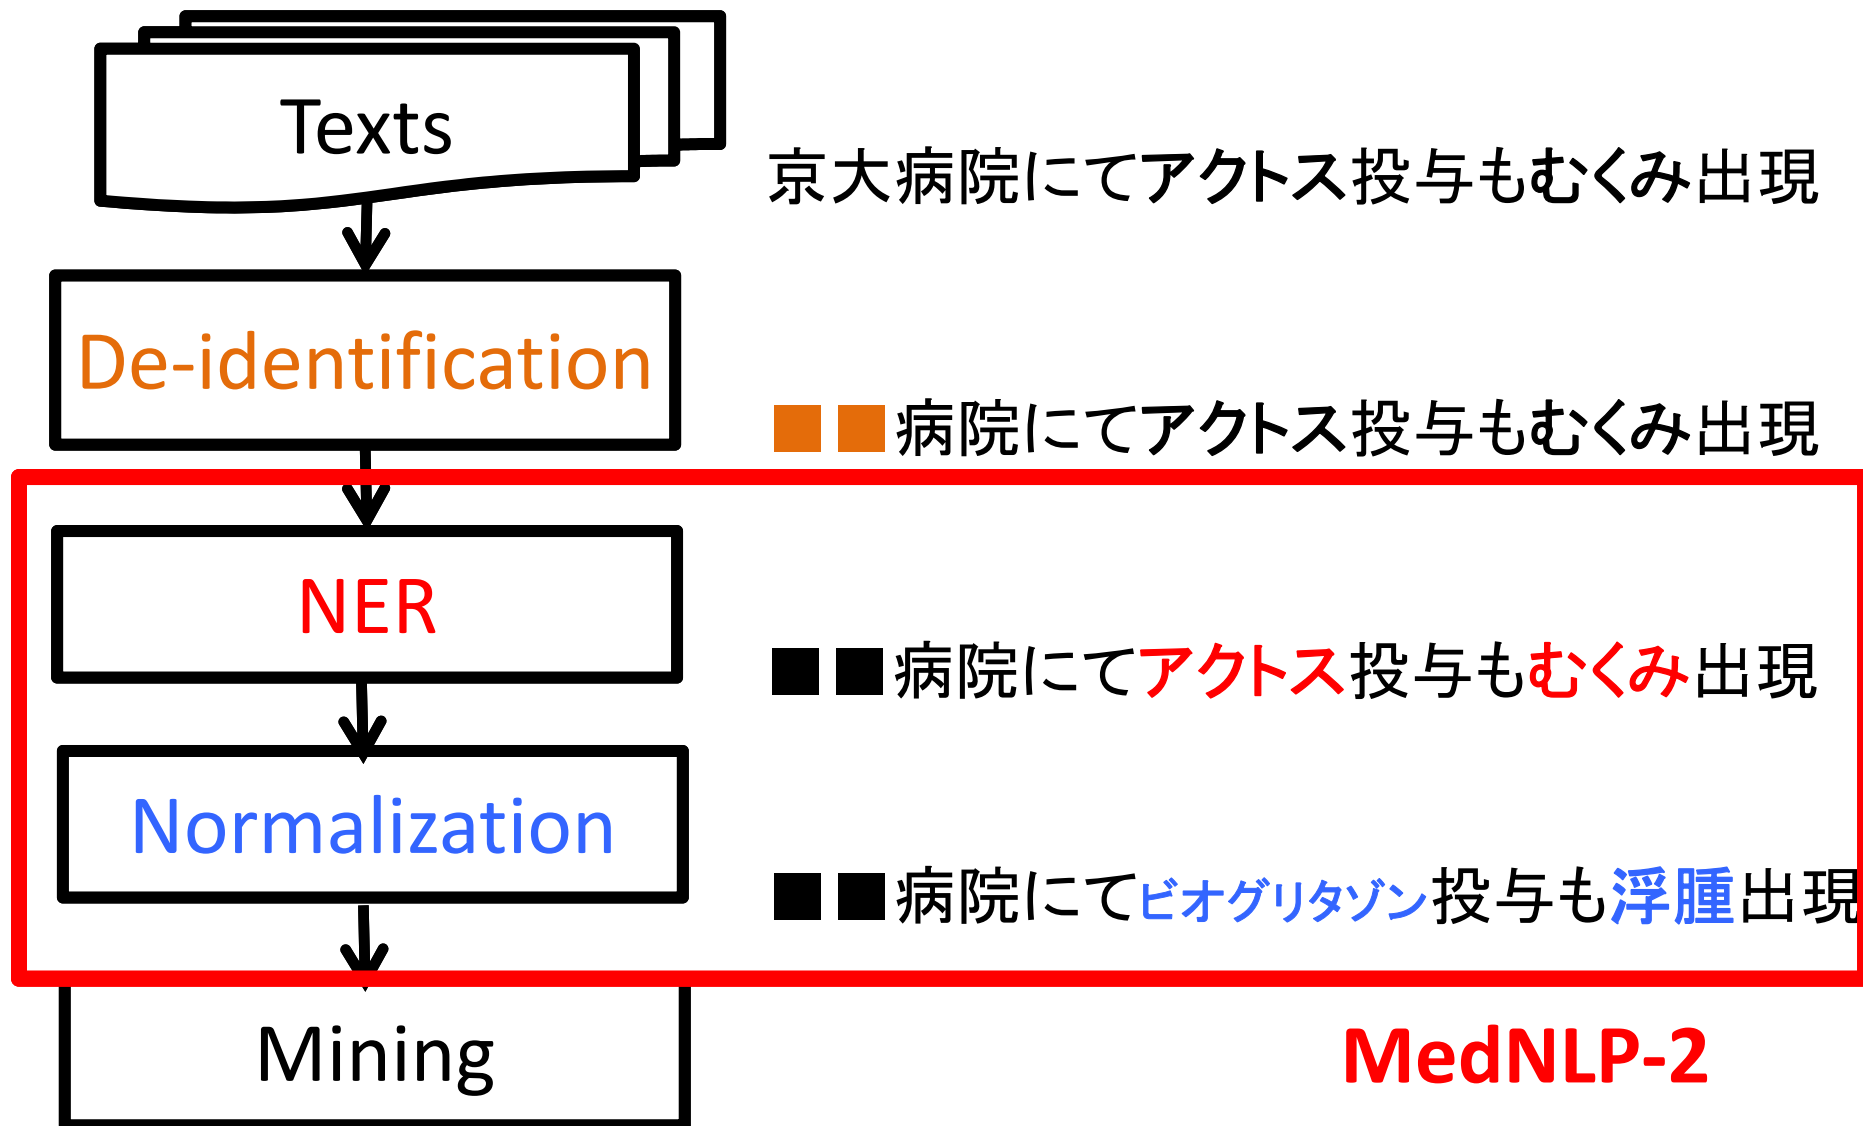 Texts
京大病院にてアクトス投与もむくみ出現
De-identification
■■病院にてアクトス投与もむくみ出現
NER
■■病院にてアクトス投与もむくみ出現
Normalization
■■病院にてビオグリタゾン投与も浮腫出現
Mining
MedNLP-2